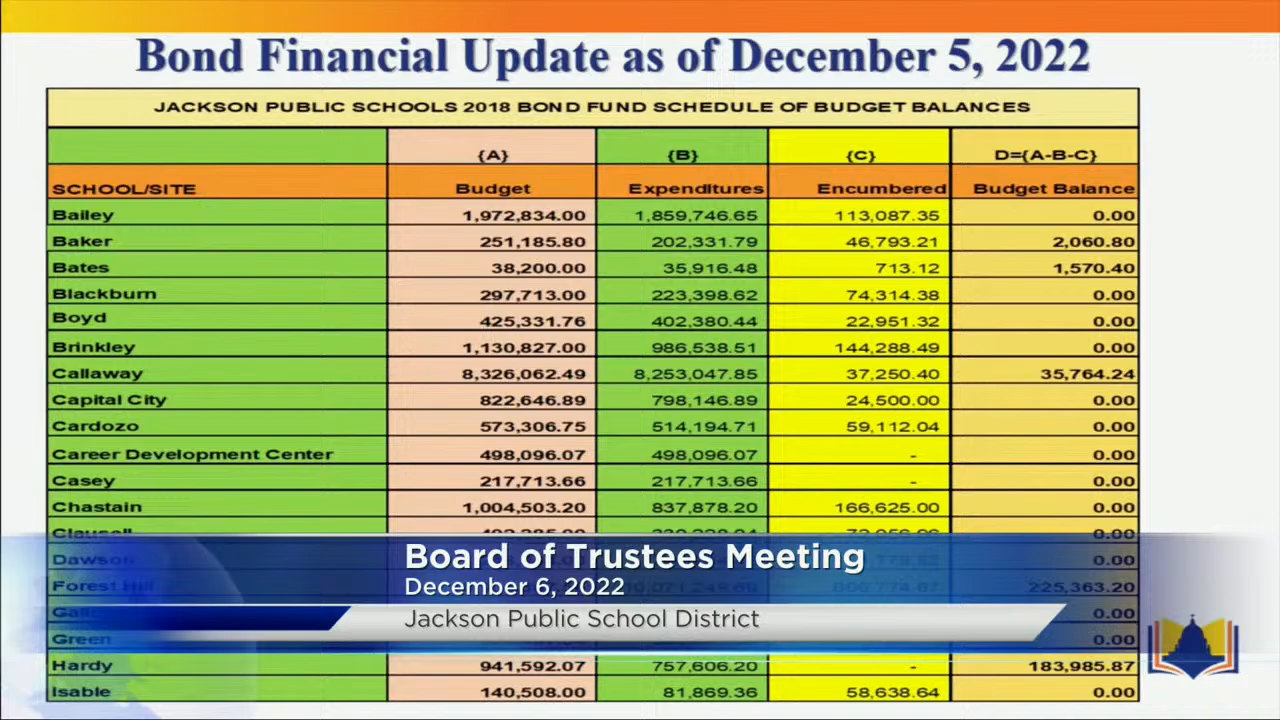 Bond Financial Update as of December 5, 2022
JACKSON PUBLIC SCHOOLS 2018 BOND FUND SCHEDULE OF BUDGET BALANCES
{A} {B} {C} D={A-B-C}
SCHOOL/SITE Budget Expenditures Encumbered Budget Balance
Bailey 1,972,834.00 1,859,746.65 113,087.35 0.00
Baker 251,185.80 202,331.79 46,793.21 2,060.80
Bates 38,200.00 35,916.48 713.12 1,570.40
Blackburn 297,713.00 223,398.62 74,314.38 0.00
Boyd 425,331.76 402,380.44 22,951.32 0.00
Brinkley 1,130,827.00 986,538.51 144,288.49 0.00
Callaway 8,326,062.49 8,253,047.85 37,250.40 35,764.24
Capital City 822,646.89 798,146.89 24,500.00 0.00
Cardozo 573,306.75 514,194.71 59,112.04 0.00
Career Development Center 498,096.07 498,096.07 - 0.00
Casey 217,713.66 217,713.66 - 0.00
Chastain 1,004,503.20 837,878.20 166,625.00 0.00
Clausell 0.00
Dawson 0.00
Forest Hill 225,363.20
0.00
Green 0.00
Hardy 941,592.07 757,606.20 - 183,985.87
Isable 140,508.00 81,869.36 58,638.64 0.00
Board of Trustees Meeting
December 6, 2022
Jackson Public School District